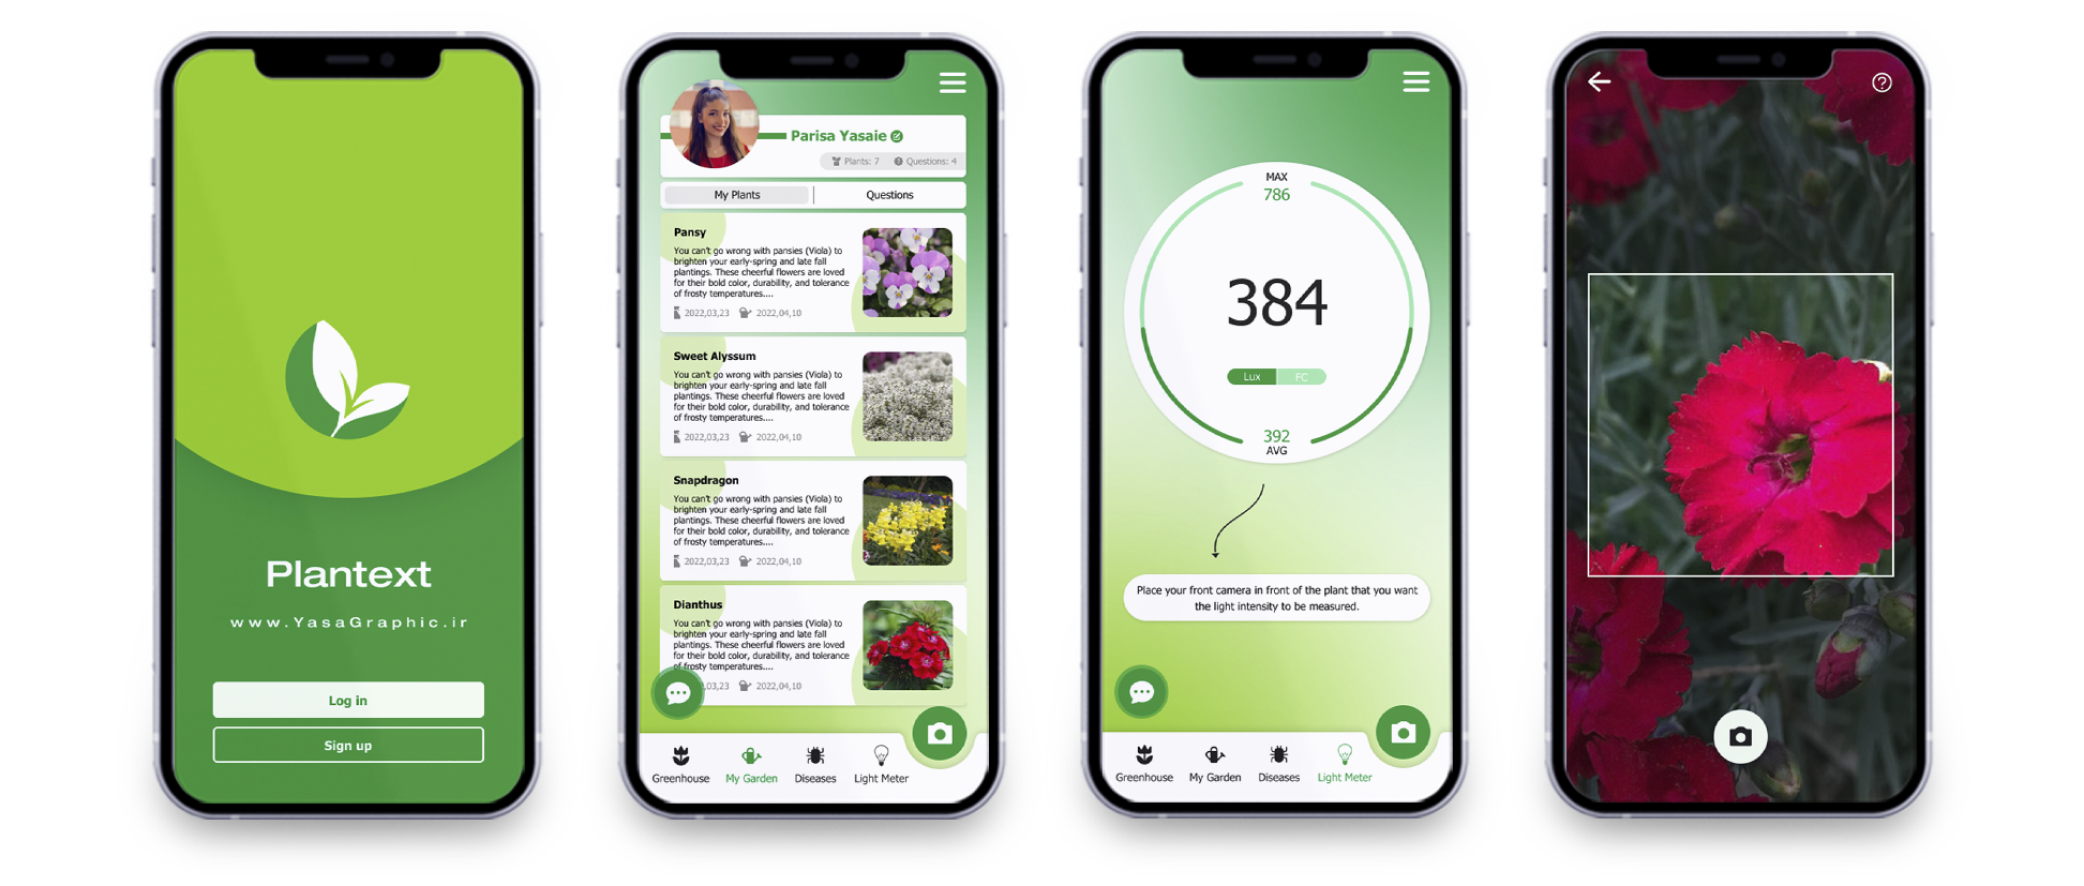 Plantext
www.YasaGraphic.ir
Log in
Sign up
Parisa Yasaie
Plants: 7 Questions: 4
My Plants Questions
Pansy
You can't go wrong with pansies (Viola) to
brighten your early-spring and late fall
plantings. These cheerful flowers are loved
for their bold color, durability, and tolerance
of frosty temperatures....
2022,03,23 2022,04,10
Sweet Alyssum
You can't go wrong with pansies (Viola) to
brighten your early-spring and late fall
plantings. These cheerful flowers are loved
for their bold color, durability, and tolerance
of frosty temperatures....
2022,03,23 2022,04,10
Snapdragon
You can't go wrong with pansies (Viola) to
brighten your early-spring and late fall
plantings. These cheerful flowers are loved
for their bold color, durability, and tolerance
of frosty temperatures....
2022,03,23 2022,04,10
Dianthus
You can't go wrong with pansies (Viola) to
brighten your early-spring and late fall
plantings. These cheerful flowers are loved
for their bold color, durability, and tolerance
of frosty temperatures....
,03,23 2022,04,10
Greenhouse My Garden Diseases Light Meter
MAX
786
384
Lux FC
392
AVG
Place your front camera in front of the plant that you want
the light intensity to be measured.
Greenhouse My Garden Diseases Light Meter